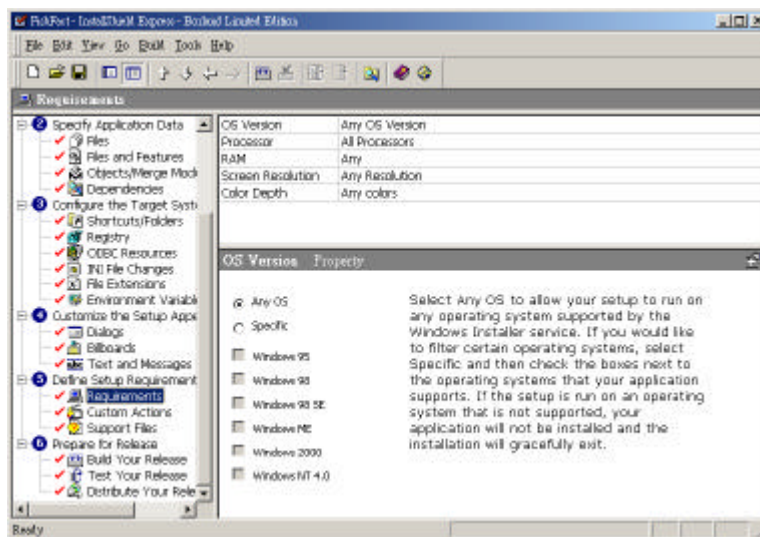 FishFact - InstallShield Express - Borland Limited Edition
File Edit View Go Build Tools Help
Requirements
2 Specify Application Data
Files
Files and Features
Objects/Merge Mod
Dependencies
3 Configure the Target Syst
Shortcuts/Folders
Registry
ODBC Resources
INI File Changes
File Extensions
Environment Variabl
4 Customize the Setup Appe
Dialogs
Billboards
Text and Messages
5 Define Setup Requirement
Requirements
Custom Actions
Support Files
6 Prepare for Release
Build Your Release
Test Your Release
Distribute Your Rele
OS Version Any OS Version
Processor All Processors
RAM Any
Screen Resolution Any Resolution
Color Depth Any colors
OS Version Property
Any OS
Specific
Windows 95
Windows 98
Windows 98 SE
Windows ME
Windows 2000
Windows NT 4.0
Select Any OS to allow your setup to run on
any operating system supported by the
Windows Installer service. If you would like
to filter certain operating systems, select
Specific and then check the boxes next to
the operating systems that your application
supports. If the setup is run on an operating
system that is not supported, your
application will not be installed and the
installation will gracefully exit.
Ready